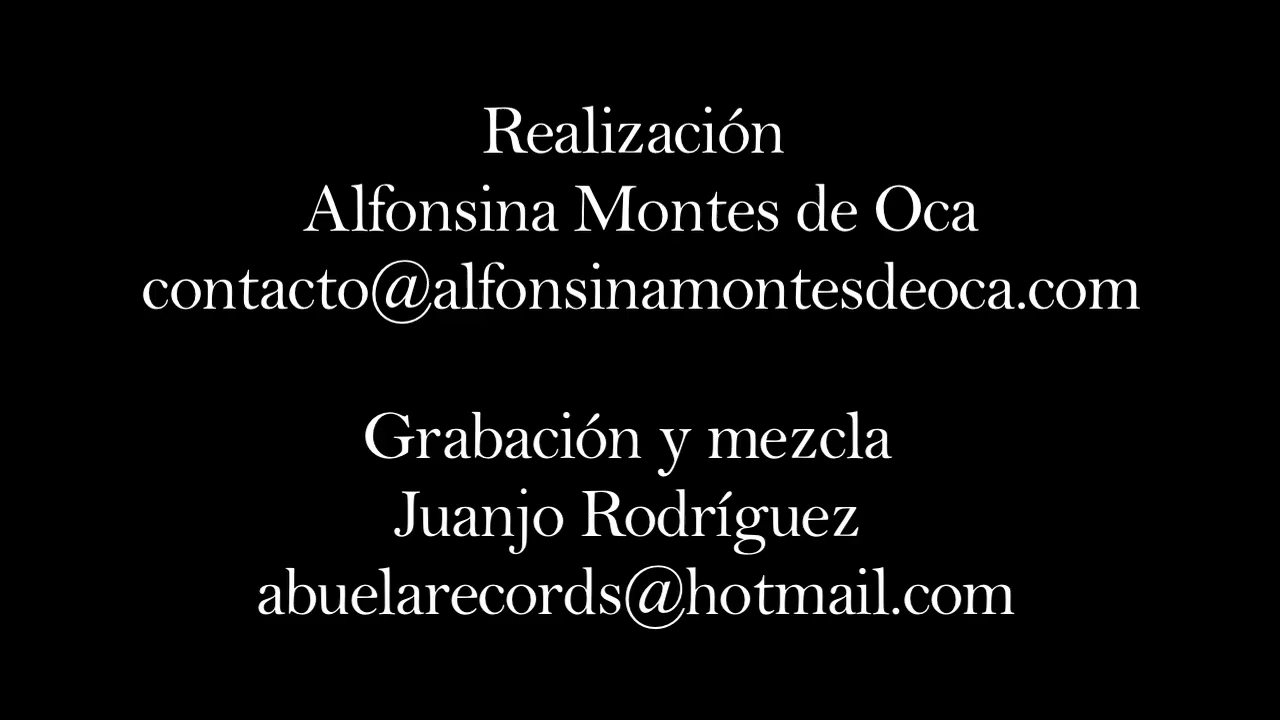 Realización
Alfonsina Montes de Oca
contacto@alfonsinamontesdeoca.com
Grabación y mezcla
Juanjo Rodríguez
abuelarecords@hotmail.com